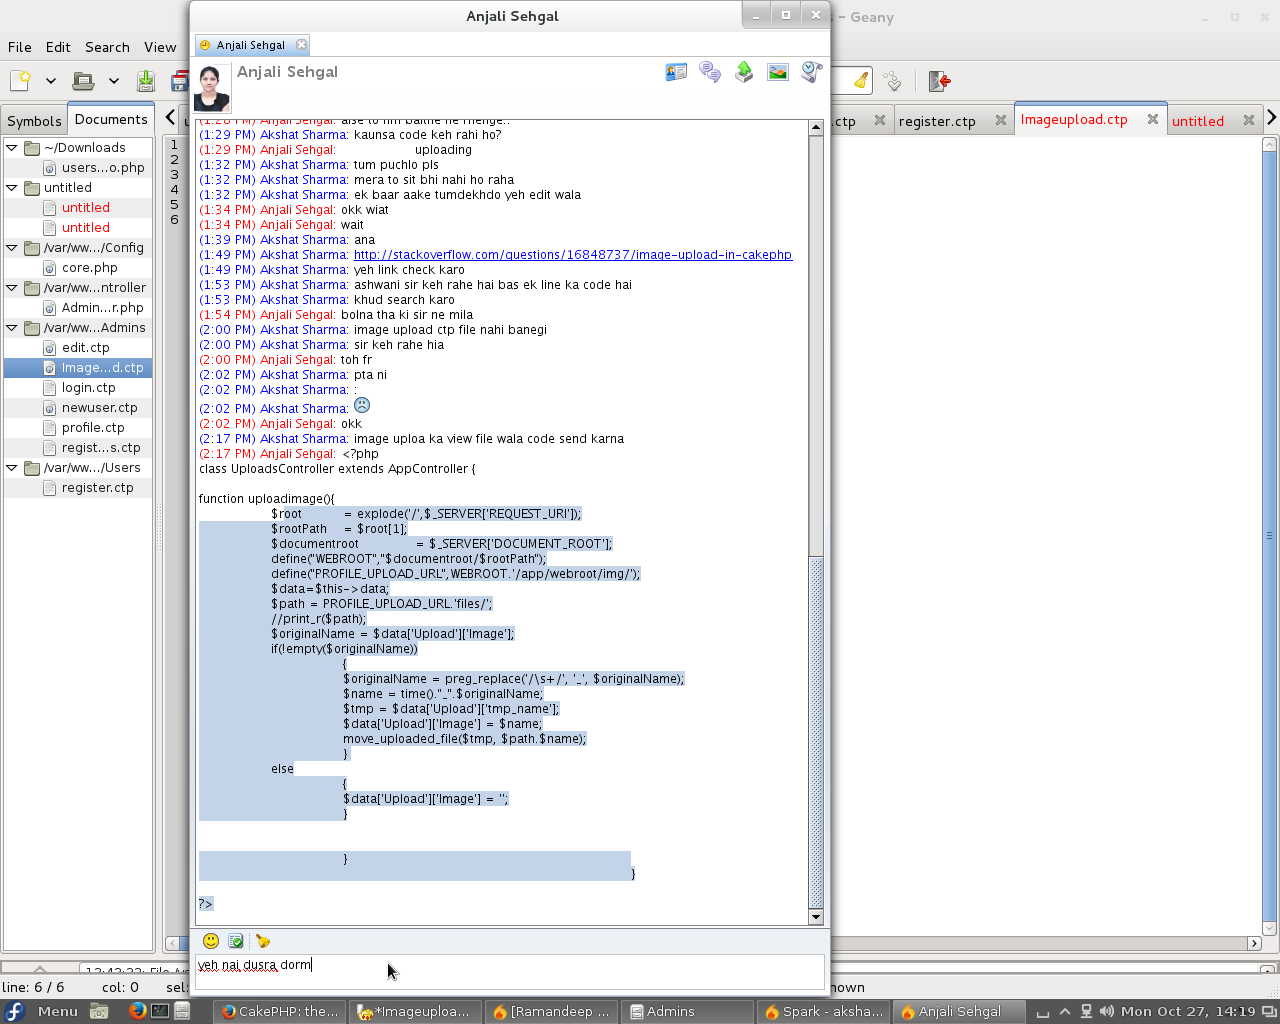 Anjali Sehgal
- Geany
File Edit Search View
Anjali Sehgal
Anjali Sehgal
Symbols Documents
.ctp register.ctp Imageupload.ctp untitled
~/Downloads
users...o.php
untitled
untitled
untitled
/var/ww.../Config
core.php
/var/ww...ntroller
Admin...r.php
/var/ww...Admins
edit.ctp
Image...d.ctp
login.ctp
newuser.ctp
profile.ctp
regist...s.ctp
/var/ww.../Users
register.ctp
1
2
3
4
5
6
(1:29 PM) Akshat Sharma: kaunsa code keh rahi ho?
(1:29 PM) Anjali Sehgal: uploading
(1:32 PM) Akshat Sharma: tum puchlo pls
(1:32 PM) Akshat Sharma: mera to sit bhi nahi ho raha
(1:32 PM) Akshat Sharma: ek baar aake tumdekhdo yeh edit wala
(1:34 PM) Anjali Sehgal: okk wiat
(1:34 PM) Anjali Sehgal: wait
(1:39 PM) Akshat Sharma: ana
(1:49 PM) Akshat Sharma: http://stackoverflow.com/questions/16848737/image-upload-in-cakephp
(1:49 PM) Akshat Sharma: yeh link check karo
(1:53 PM) Akshat Sharma: ashwani sir keh rahe hai bas ek line ka code hai
(1:53 PM) Akshat Sharma: khud search karo
(1:54 PM) Anjali Sehgal: bolna tha ki sir ne mila
(2:00 PM) Akshat Sharma: image upload ctp file nahi banegi
(2:00 PM) Akshat Sharma: sir keh rahe hia
(2:00 PM) Anjali Sehgal: toh fr
(2:02 PM) Akshat Sharma: pta ni
(2:02 PM) Akshat Sharma: :
(2:02 PM) Akshat Sharma:
(2:02 PM) Anjali Sehgal: okk
(2:17 PM) Akshat Sharma: image uploa ka view file wala code send karna
(2:17 PM) Anjali Sehgal: <?php
class UploadsController extends AppController {
function uploadimage(){
$root = explode('/',$_SERVER['REQUEST_URI']);
$rootPath = $root[1];
$documentroot = $_SERVER['DOCUMENT_ROOT'];
define("WEBROOT","$documentroot/$rootPath");
define("PROFILE_UPLOAD_URL",WEBROOT.'/app/webroot/img/');
$data=$this->data;
$path = PROFILE_UPLOAD_URL.'files/';
//print_r($path);
$originalName = $data['Upload']['Image'];
if(!empty($originalName))
{
$originalName = preg_replace('/\s+/', '_', $originalName);
$name = time()."_".$originalName;
$tmp = $data['Upload']['tmp_name'];
$data['Upload']['Image'] = $name;
move_uploaded_file($tmp, $path.$name);
}
else
{
$data['Upload']['Image'] = '';
}
}
}
?>
yeh nai dusra dorm
line: 6 / 6 col: 0 sel:
Menu CakePHP: the... *Imageuploa... [Ramandeep ... Admins Spark - aksha... Anjali Sehgal Mon Oct 27, 14:19